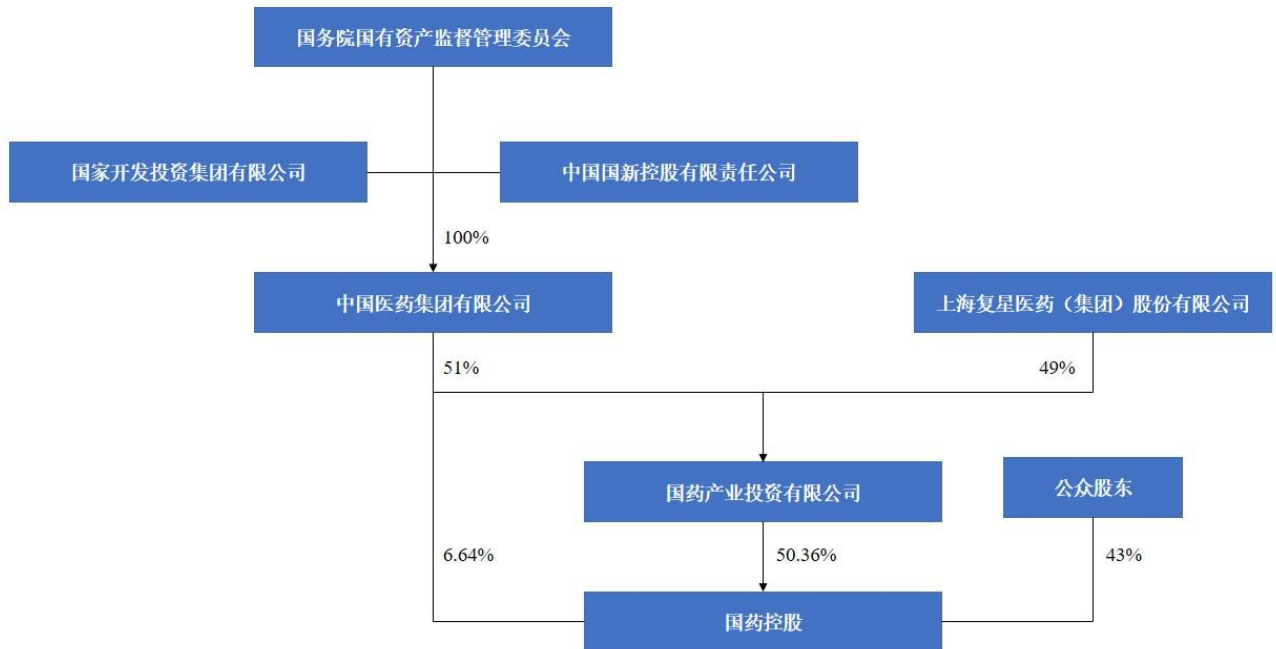 国务院国有资产监督管理委员会
国家开发投资集团有限公司
中国国新控股有限责任公司
100%
中国医药集团有限公司
上海复星医药（集团）股份有限公司
51%
49%
国药产业投资有限公司
公众股东
6.64%
50.36%
43%
国药控股